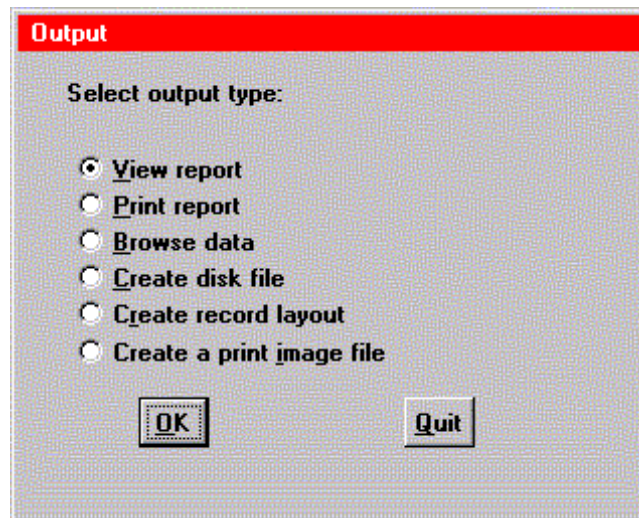 Output
Select output type:
View report
Print report
Browse data
Create disk file
Create record layout
Create a print image file
OK Quit